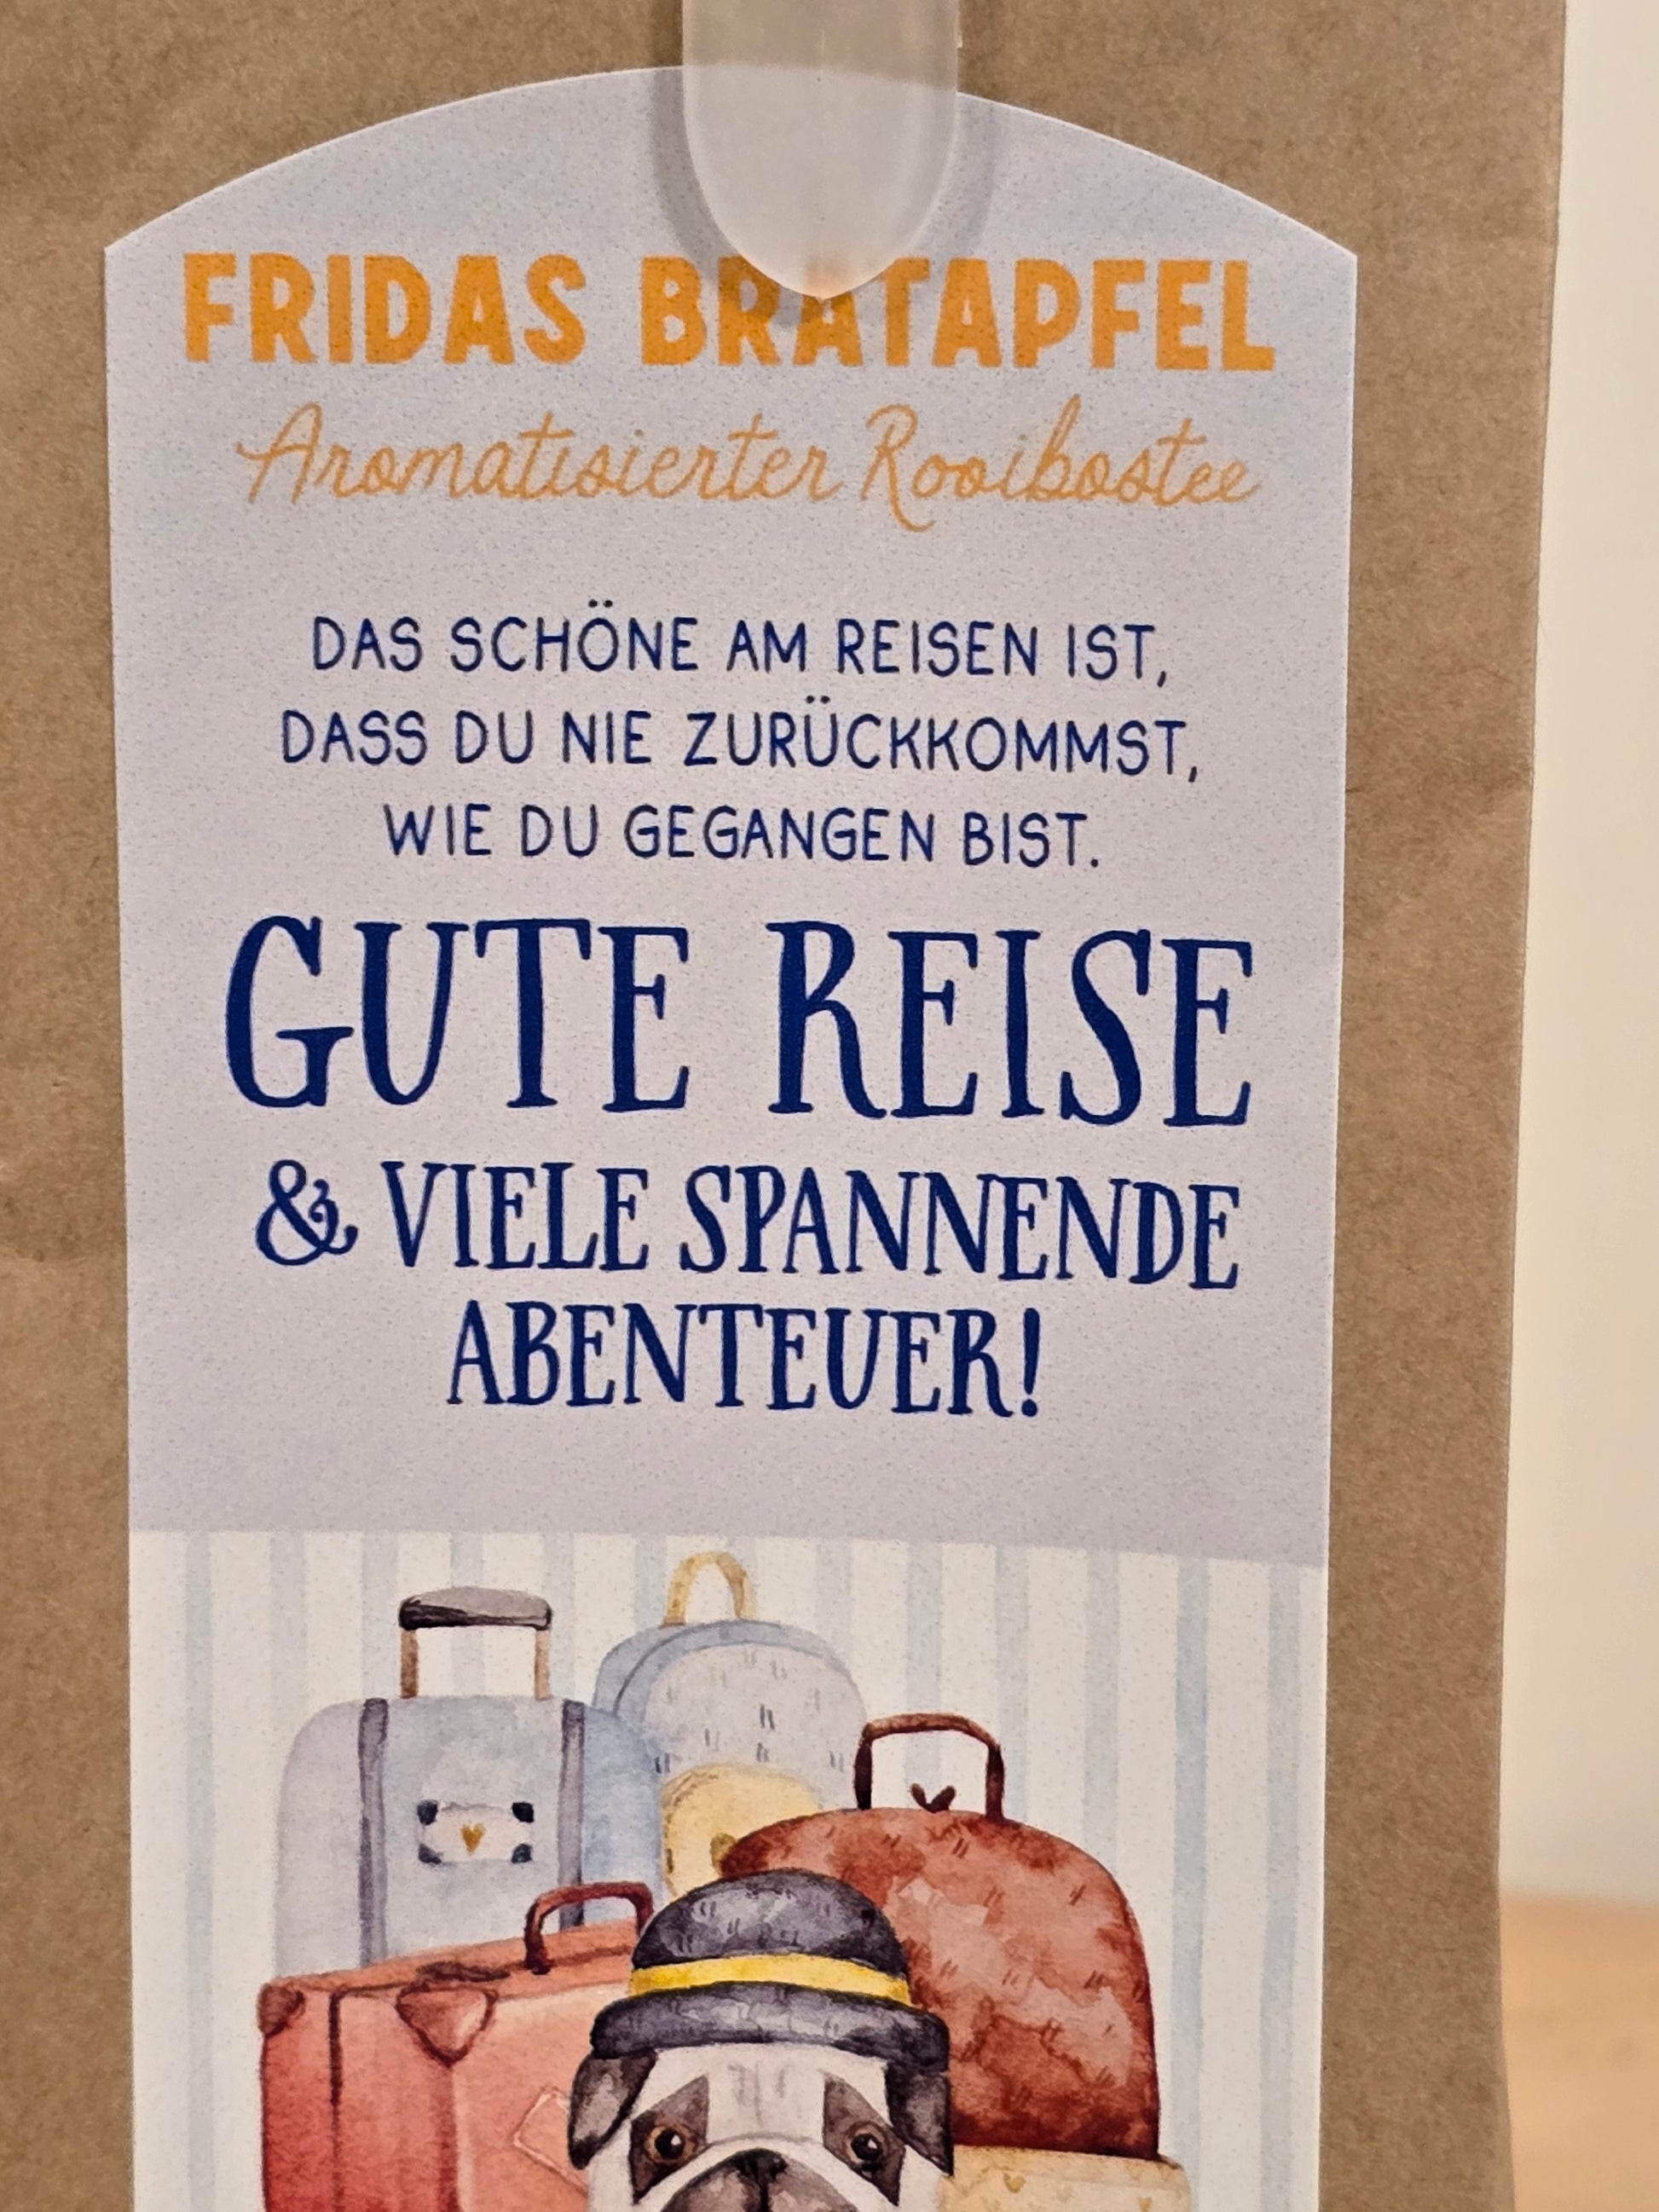 FRIDAS BRATAPFEL
Aromatisierter Rooibostee
DAS SCHÖNE AM REISEN IST,
DASS DU NIE ZURÜCKKOMMST,
WIE DU GEGANGEN BIST.
GUTE REISE
& VIELE SPANNENDE
ABENTEUER!